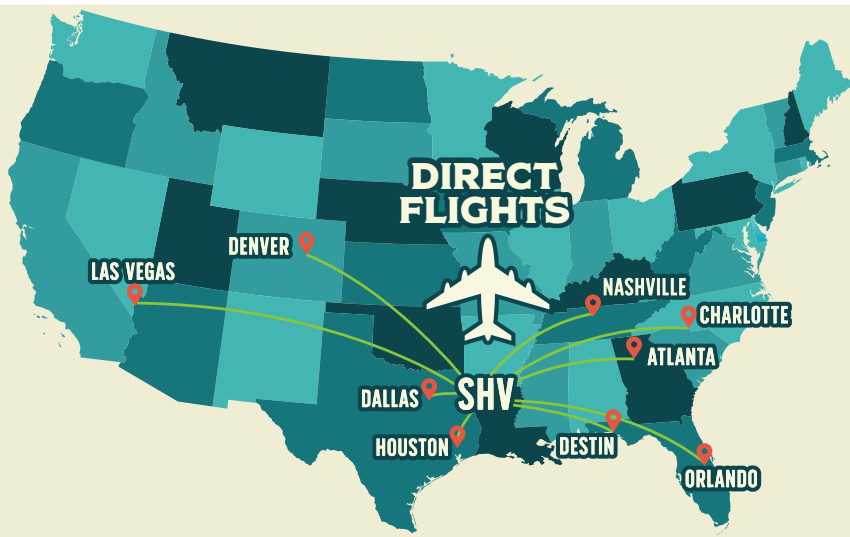 DIRECT
FLIGHTS
DENVER
LAS VEGAS
NASHVILLE
CHARLOTTE
ATLANTA
DALLAS
SHV
HOUSTON
DESTIN
ORLANDO